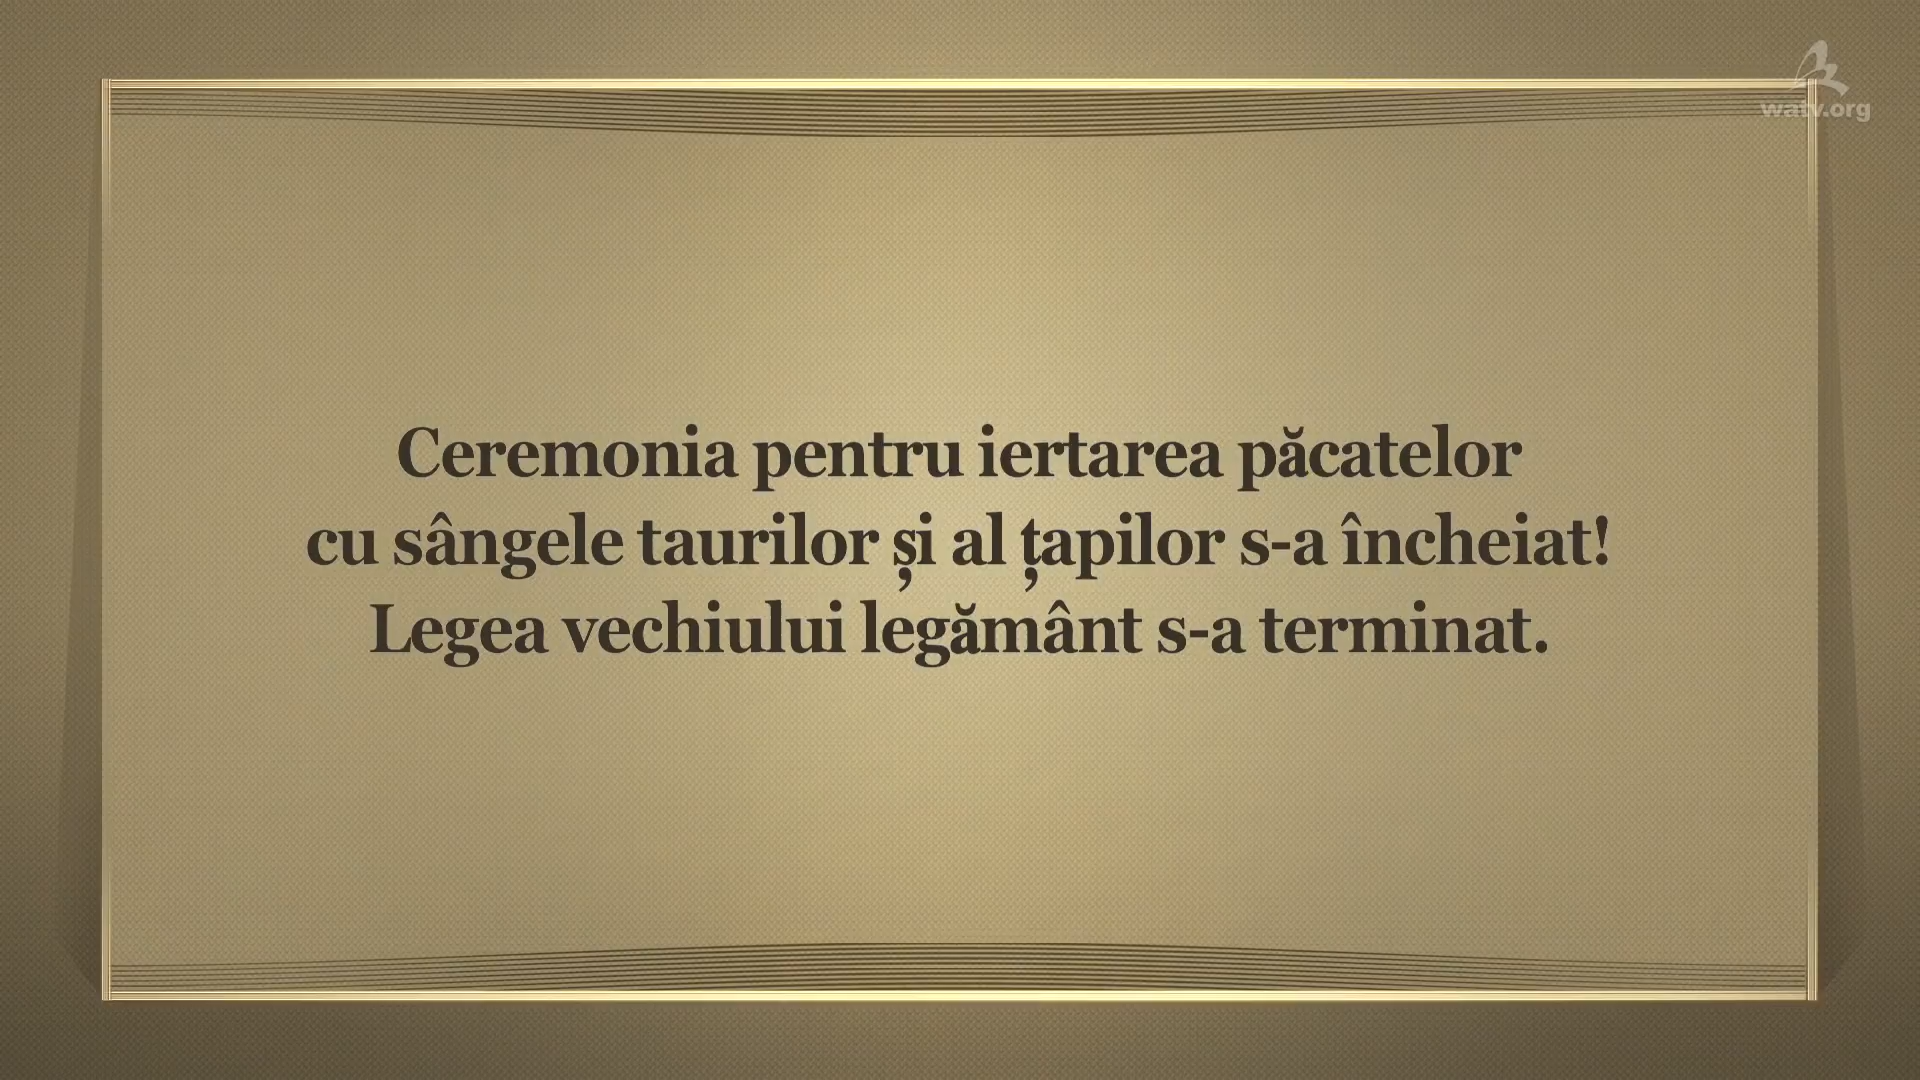 watv.org
Ceremonia pentru iertarea păcatelor
cu sângele taurilor și al țapilor s-a încheiat!
Legea vechiului legământ s-a terminat.